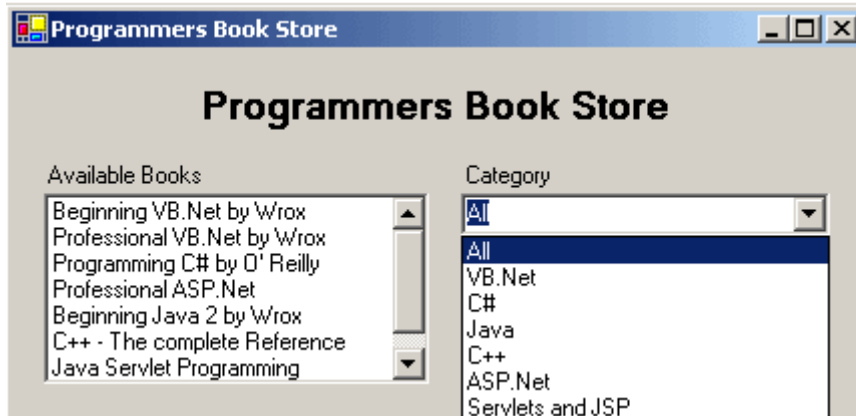 Programmers Book Store
Programmers Book Store
Available Books
Beginning VB.Net by Wrox
Professional VB.Net by Wrox
Programming C# by O' Reilly
Professional ASP.Net
Beginning Java 2 by Wrox
C++ - The complete Reference
Java Servlet Programming
Category
All
All
VB.Net
C#
Java
C++
ASP.Net
Servlets and JSP